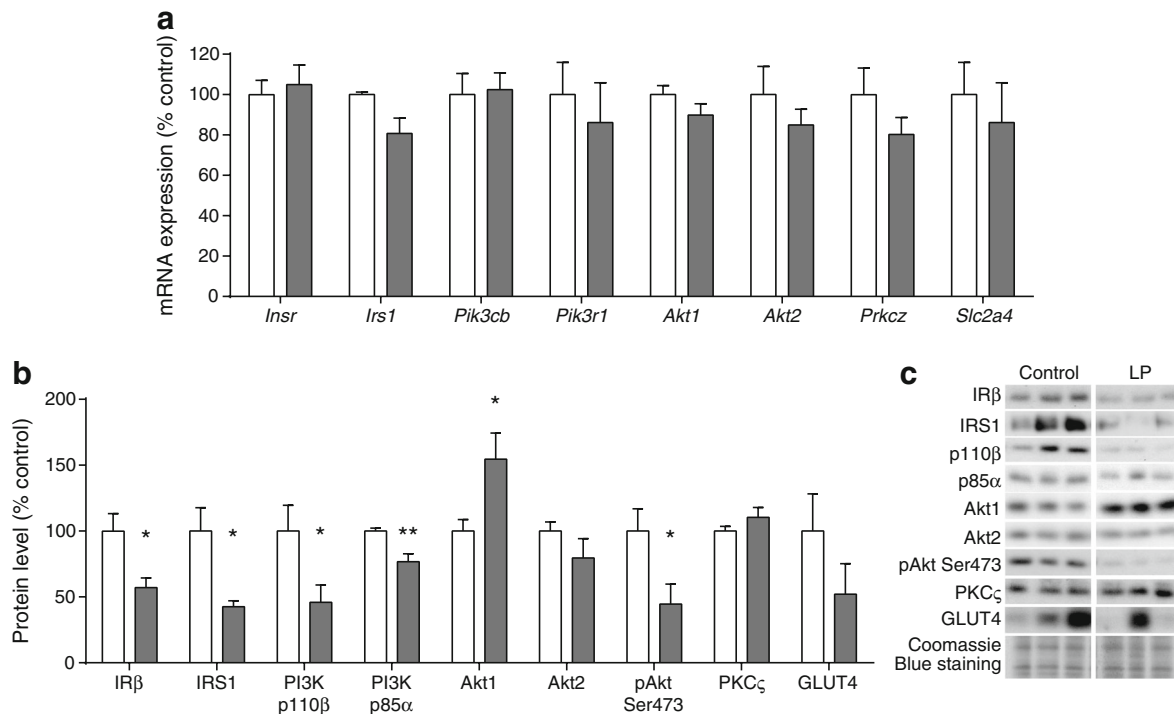 a
mRNA expression (% control)
120
100
80
60
40
20
0
Insr Irs1 Pik3cb Pik3r1 Akt1 Akt2 Prkcz Slc2a4
b
Protein level (% control)
200
150
100
50
0
* * * ** * *
IRβ IRS1 PI3K PI3K Akt1 Akt2 pAkt PKCς GLUT4
p110β p85α Ser473
c
Control LP
IRβ
IRS1
p110β
p85α
Akt1
Akt2
pAkt Ser473
PKCς
GLUT4
Coomassie
Blue staining